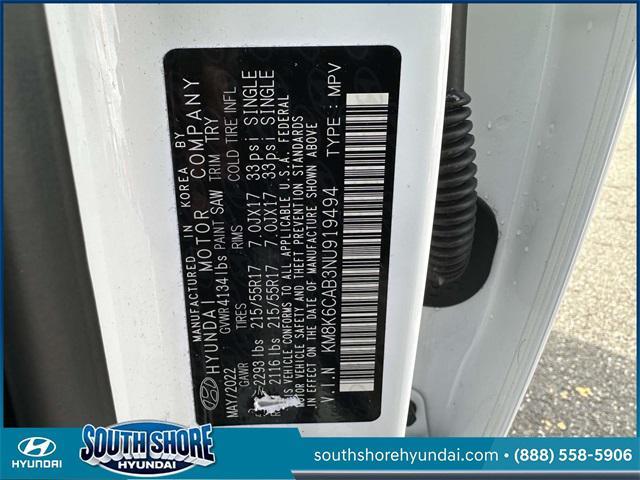 MANUFACTURED IN KOREA BY
HYUNDAI MOTOR COMPANY
GVWR 4134 lbs PAINT SAW TRIM TRY
MAY/2022 GAWR TIRES RIMS COLD TIRE INFL
2293 lbs 215/55R17 7.0JX17 33psi SINGLE
2116 lbs 215/55R17 7.0JX17 33psi SINGLE
VEHICLE CONFORMS TO ALL APPLICABLE U.S.A. FEDERAL
MOTOR VEHICLE SAFETY AND THEFT PREVENTION STANDARDS
IN EFFECT ON THE DATE OF MANUFACTURE SHOWN ABOVE
V.I.N KM8K6CAB3NU919494 TYPE : MPV
HYUNDAI
SOUTH SHORE
HYUNDAI
southshorehyundai.com • (888) 558-5906